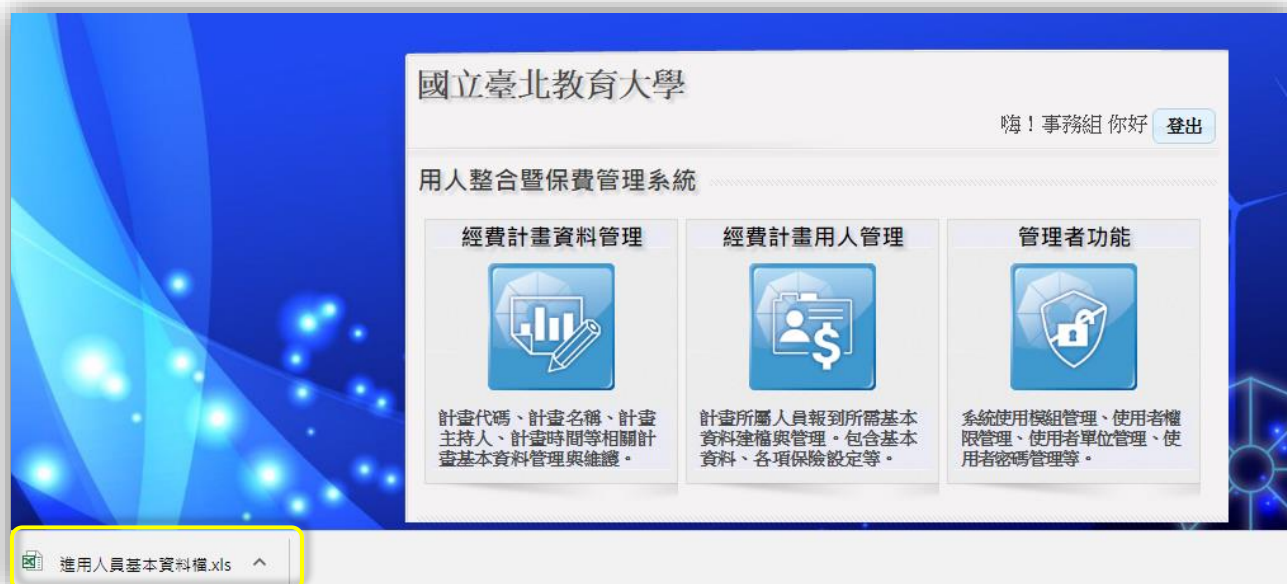 國立臺北教育大學
嗨！事務組 你好 登出
用人整合暨保費管理系統
經費計畫資料管理
計畫代碼、計畫名稱、計畫
主持人、計畫時間等相關計
畫基本資料管理與維護。
經費計畫用人管理
計畫所屬人員報到所需基本
資料建檔與管理。包含基本
資料、各項保險設定等。
管理者功能
系統使用模組管理、使用者權
限管理、使用者單位管理、使
用者密碼管理等。
進用人員基本資料檔.xls